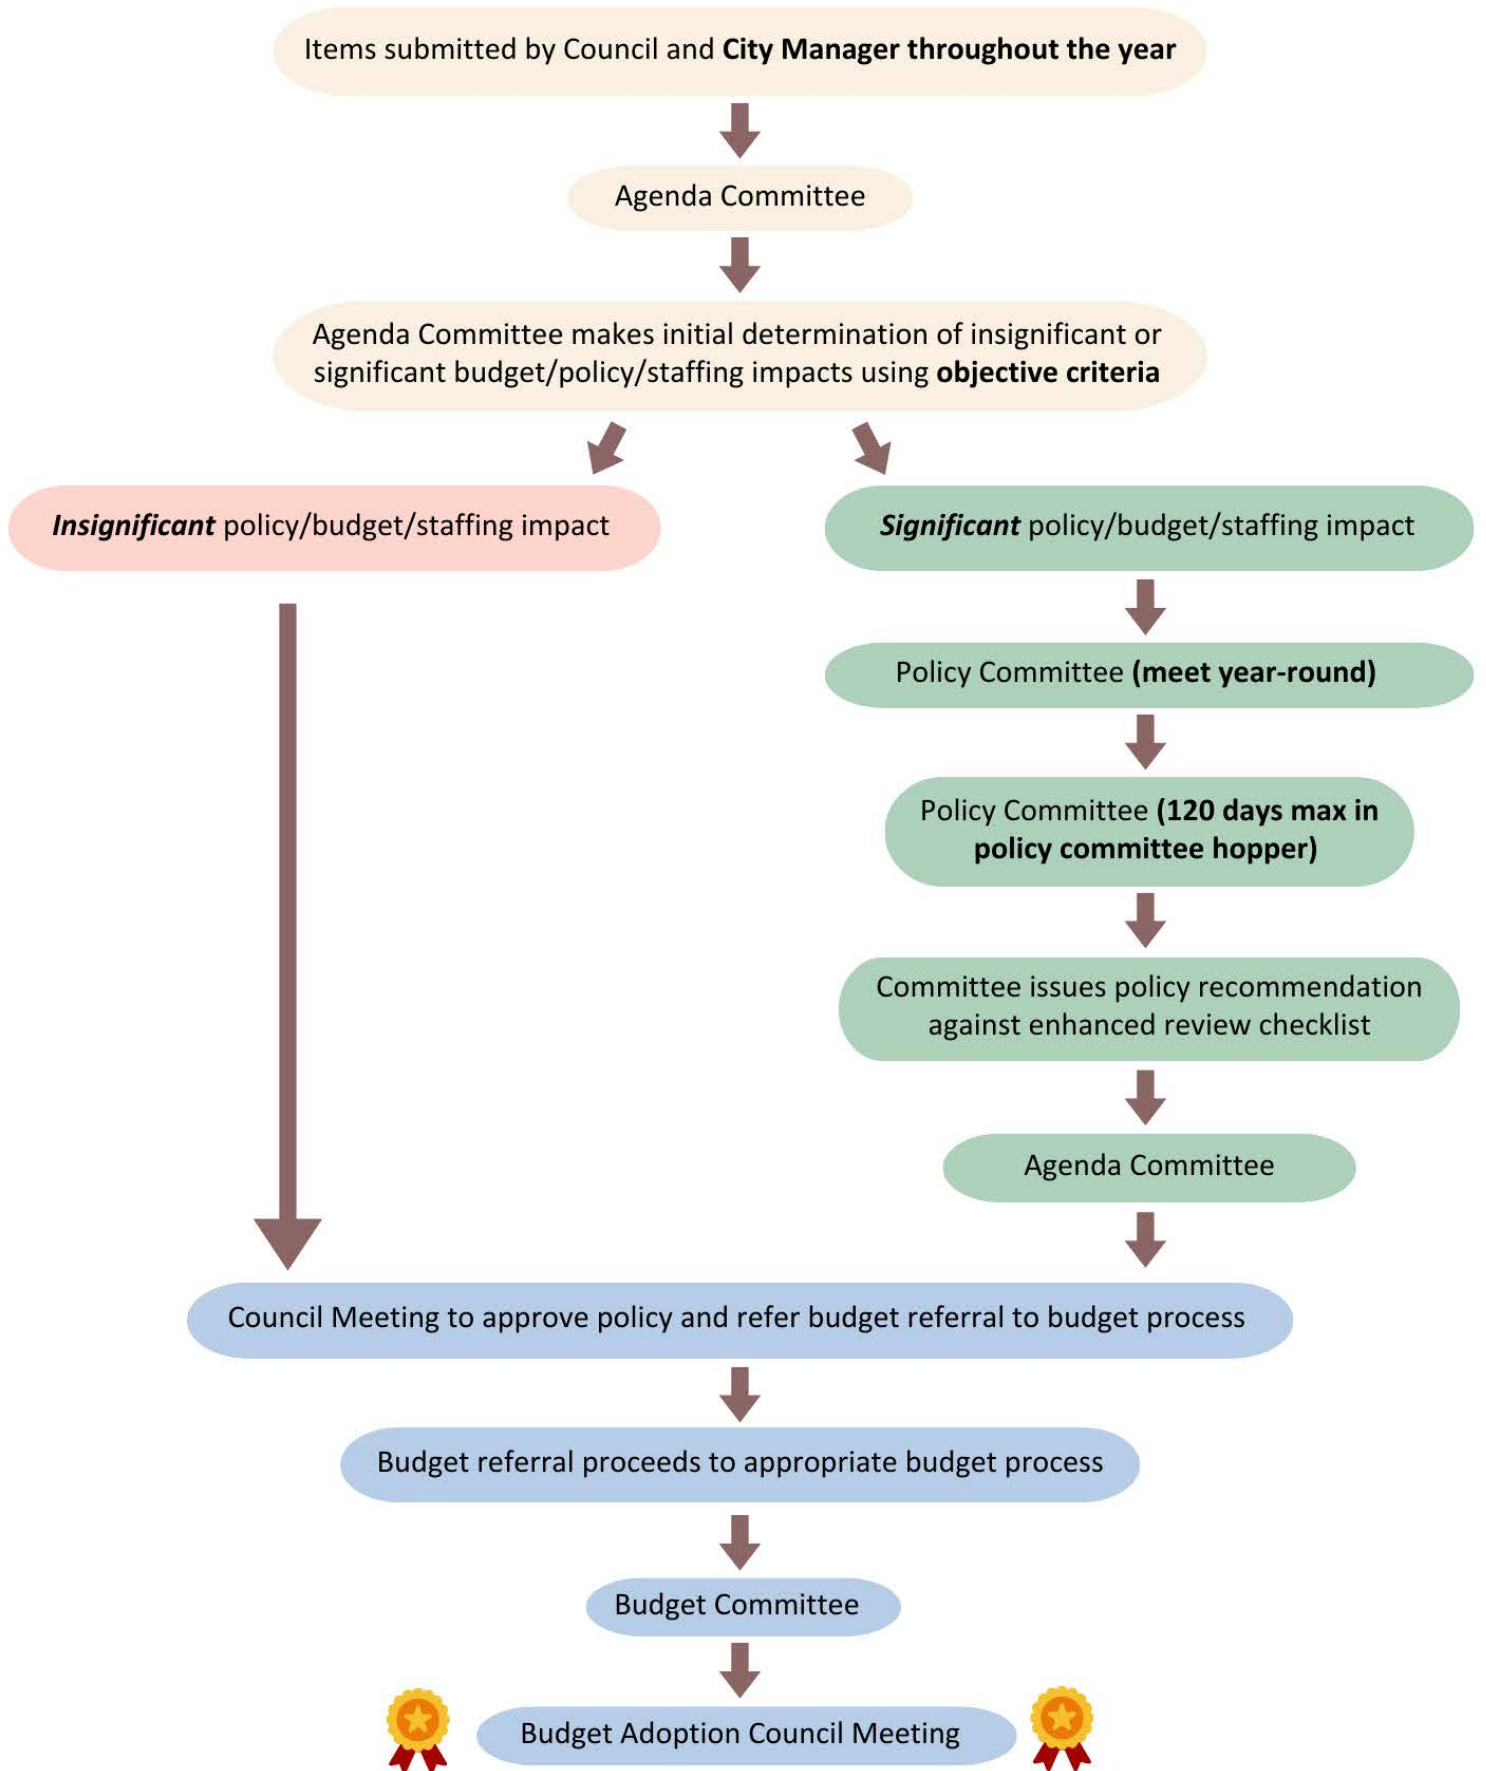 Items submitted by Council and City Manager throughout the year
Agenda Committee
Agenda Committee makes initial determination of insignificant or
significant budget/policy/staffing impacts using objective criteria
Insignificant policy/budget/staffing impact
Significant policy/budget/staffing impact
Policy Committee (meet year-round)
Policy Committee (120 days max in
policy committee hopper)
Committee issues policy recommendation
against enhanced review checklist
Agenda Committee
Council Meeting to approve policy and refer budget referral to budget process
Budget referral proceeds to appropriate budget process
Budget Committee
Budget Adoption Council Meeting